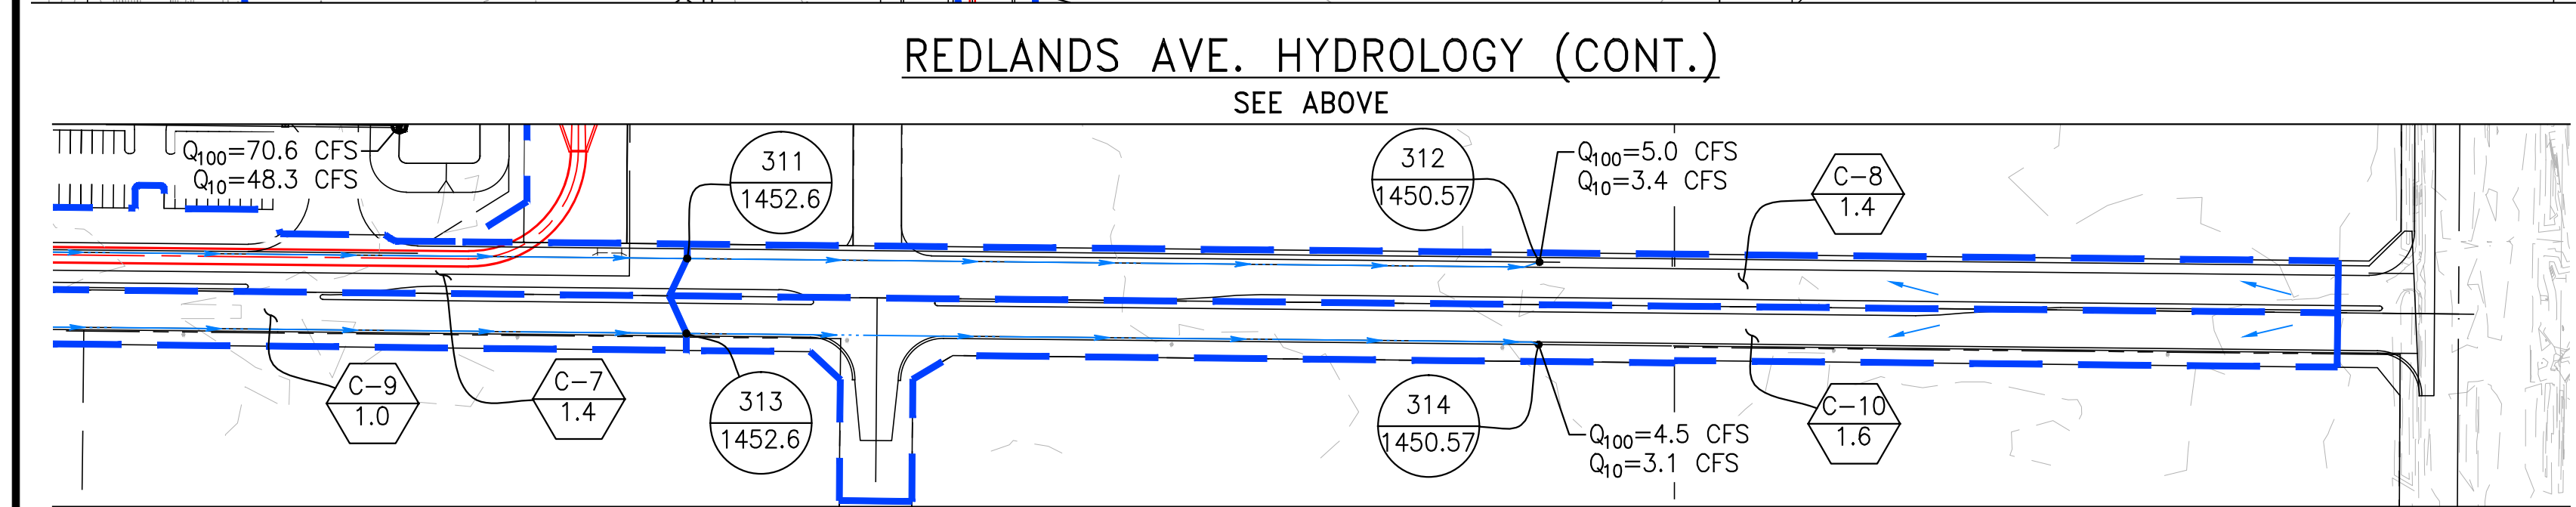 REDLANDS AVE. HYDROLOGY (CONT.)
SEE ABOVE
Q100=70.6 CFS
Q10=48.3 CFS
311
1452.6
312
1450.57
Q100=5.0 CFS
Q10=3.4 CFS
C-8
1.4
C-9
1.0
C-7
1.4
313
1452.6
314
1450.57
Q100=4.5 CFS
Q10=3.1 CFS
C-10
1.6